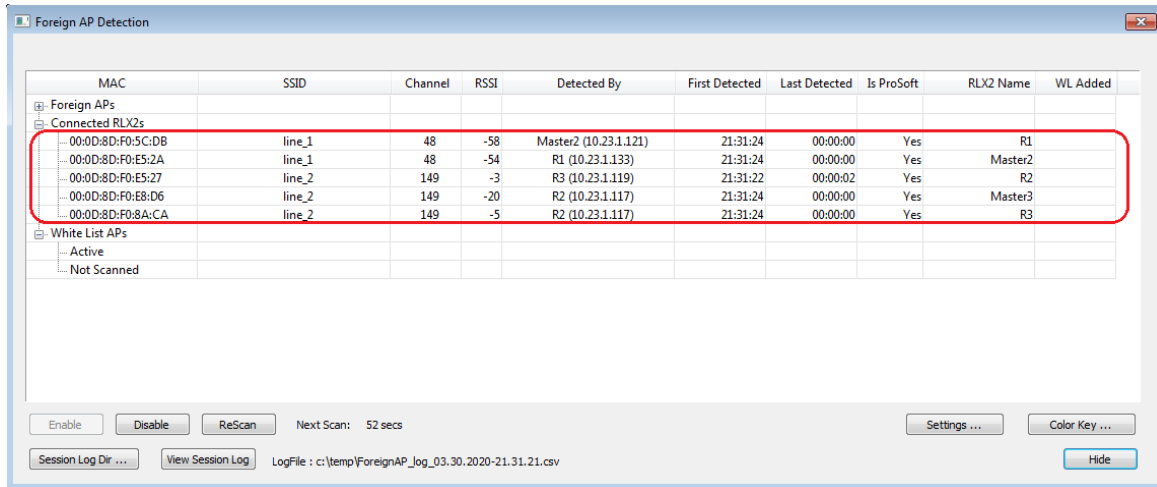 Foreign AP Detection
MAC SSID Channel RSSI Detected By First Detected Last Detected Is ProSoft RLX2 Name WL Added
Foreign APs
Connected RLX2s
00:0D:8D:F0:5C:DB line_1 48 -58 Master2 (10.23.1.121) 21:31:24 00:00:00 Yes R1
00:0D:8D:F0:E5:2A line_1 48 -54 R1 (10.23.1.133) 21:31:24 00:00:00 Yes Master2
00:0D:8D:F0:E5:27 line_2 149 -3 R3 (10.23.1.119) 21:31:22 00:00:02 Yes R2
00:0D:8D:F0:E8:D6 line_2 149 -20 R2 (10.23.1.117) 21:31:24 00:00:00 Yes Master3
00:0D:8D:F0:8A:CA line_2 149 -5 R2 (10.23.1.117) 21:31:24 00:00:00 Yes R3
White List APs
Active
Not Scanned
Enable Disable ReScan Next Scan: 52 secs Settings ... Color Key ...
Session Log Dir ... View Session Log LogFile : c:\temp\ForeignAP_log_03.30.2020-21.31.21.csv Hide